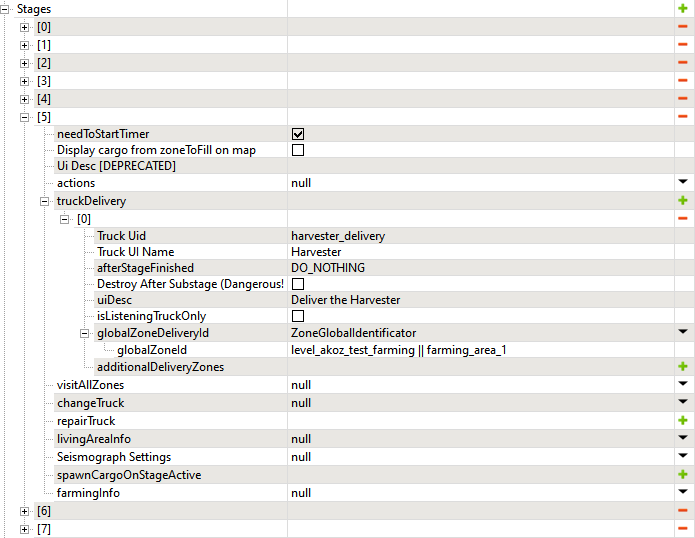 Stages
[0]
[1]
[2]
[3]
[4]
[5]
needToStartTimer
Display cargo from zoneToFill on map
Ui Desc [DEPRECATED]
actions null
truckDelivery
[0]
Truck Uid harvester_delivery
Truck UI Name Harvester
afterStageFinished DO_NOTHING
Destroy After Substage (Dangerous!
uiDesc Deliver the Harvester
isListeningTruckOnly
globalZoneDeliveryId ZoneGlobalIdentificator
globalZoneId level_akoz_test_farming || farming_area_1
additionalDeliveryZones
visitAllZones null
changeTruck null
repairTruck
livingAreaInfo null
Seismograph Settings null
spawnCargoOnStageActive
farmingInfo null
[6]
[7]